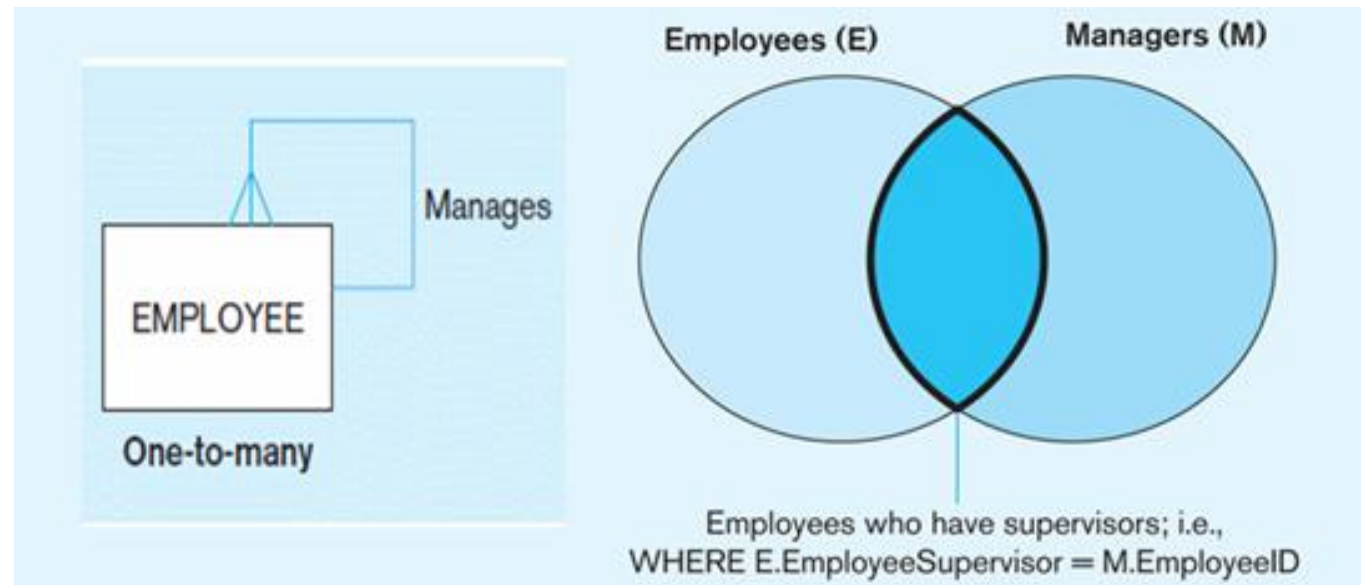 Manages
EMPLOYEE
One-to-many
Employees (E)
Managers (M)
Employees who have supervisors; i.e.,
WHERE E.EmployeeSupervisor = M.EmployeeID